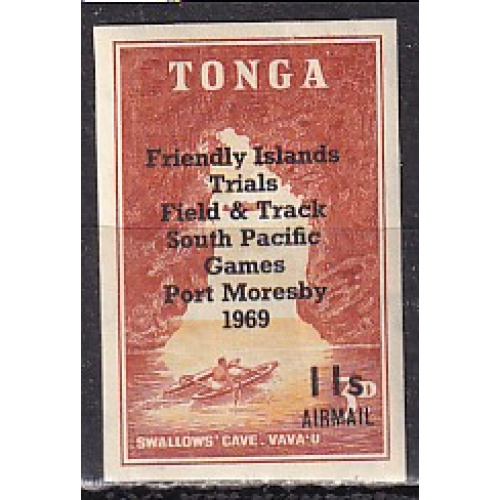 TONGA
Friendly Islands
Trials
Field & Track
South Pacific
Games
Port Moresby
1969
11s
AIRMAIL
SWALLOWS' CAVE. VAVA'U